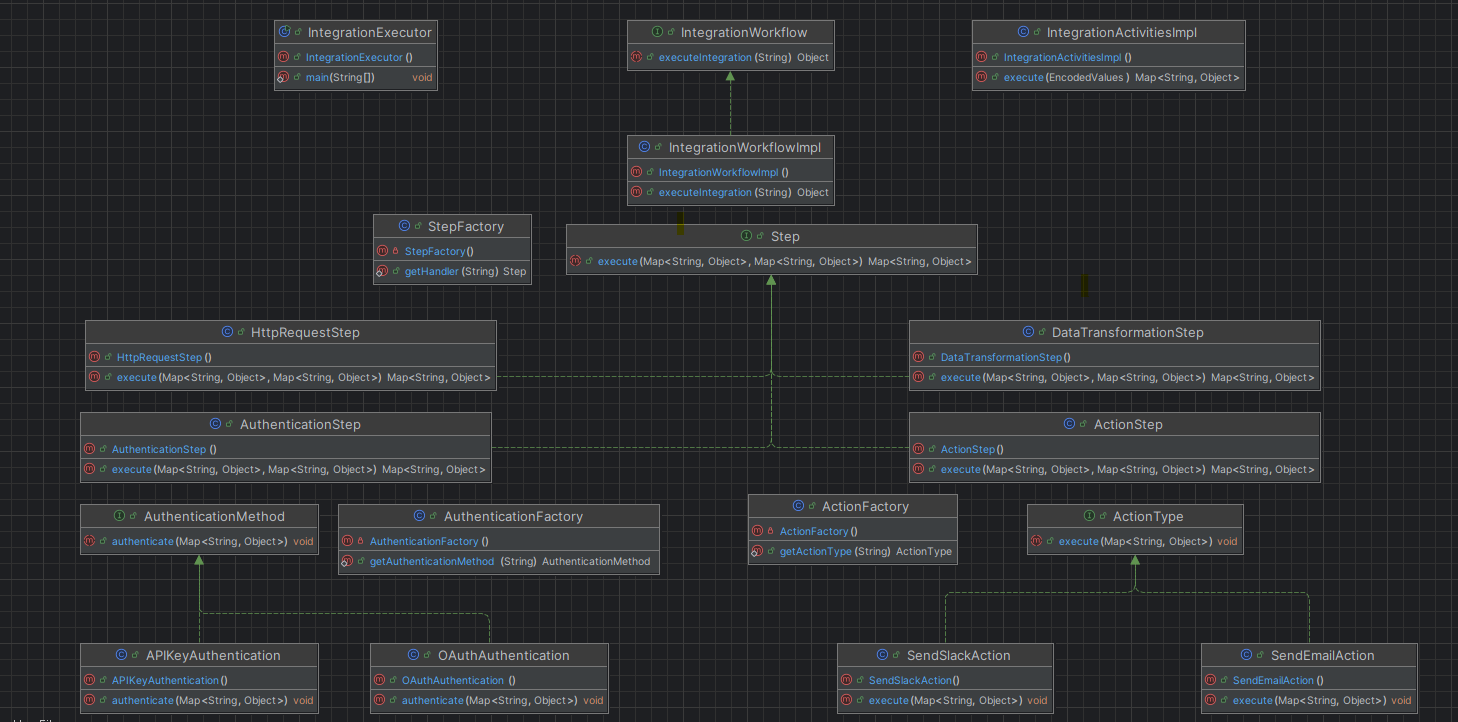 IntegrationExecutor
IntegrationExecutor()
main(String[]) void
IntegrationWorkflow
executeIntegration(String) Object
IntegrationActivitiesImpl
IntegrationActivitiesImpl()
execute(EncodedValues) Map<String, Object>
IntegrationWorkflowImpl
IntegrationWorkflowImpl()
executeIntegration(String) Object
StepFactory
StepFactory()
getHandler(String) Step
Step
execute(Map<String, Object>, Map<String, Object>) Map<String, Object>
HttpRequestStep
HttpRequestStep()
execute(Map<String, Object>, Map<String, Object>) Map<String, Object>
DataTransformationStep
DataTransformationStep()
execute(Map<String, Object>, Map<String, Object>) Map<String, Object>
AuthenticationStep
AuthenticationStep()
execute(Map<String, Object>, Map<String, Object>) Map<String, Object>
ActionStep
ActionStep()
execute(Map<String, Object>, Map<String, Object>) Map<String, Object>
AuthenticationMethod
authenticate(Map<String, Object>) void
AuthenticationFactory
AuthenticationFactory()
getAuthenticationMethod(String) AuthenticationMethod
ActionFactory
ActionFactory()
getActionType(String) ActionType
ActionType
execute(Map<String, Object>) void
APIKeyAuthentication
APIKeyAuthentication()
authenticate(Map<String, Object>) void
OAuthAuthentication
OAuthAuthentication()
authenticate(Map<String, Object>) void
SendSlackAction
SendSlackAction()
execute(Map<String, Object>) void
SendEmailAction
SendEmailAction()
execute(Map<String, Object>) void